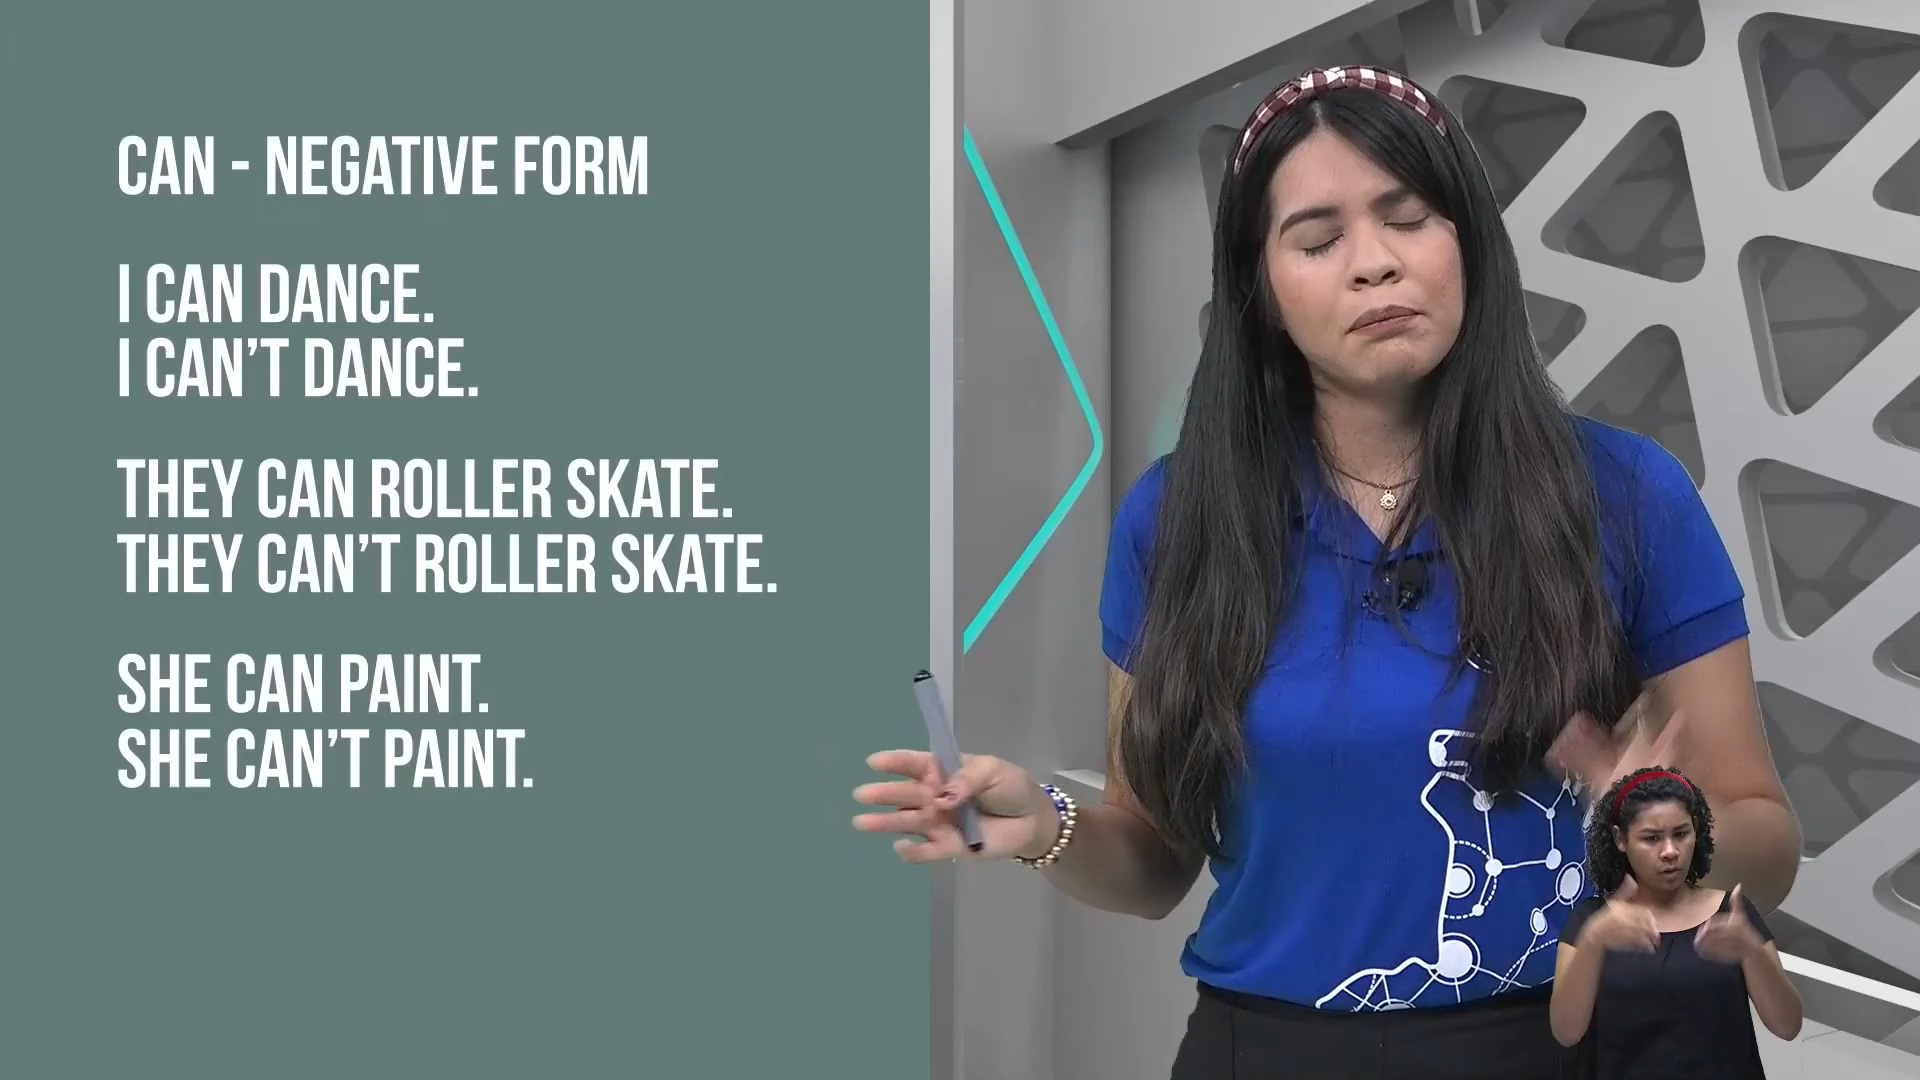 CAN - NEGATIVE FORM
I CAN DANCE.
I CAN'T DANCE.
THEY CAN ROLLER SKATE.
THEY CAN'T ROLLER SKATE.
SHE CAN PAINT.
SHE CAN'T PAINT.